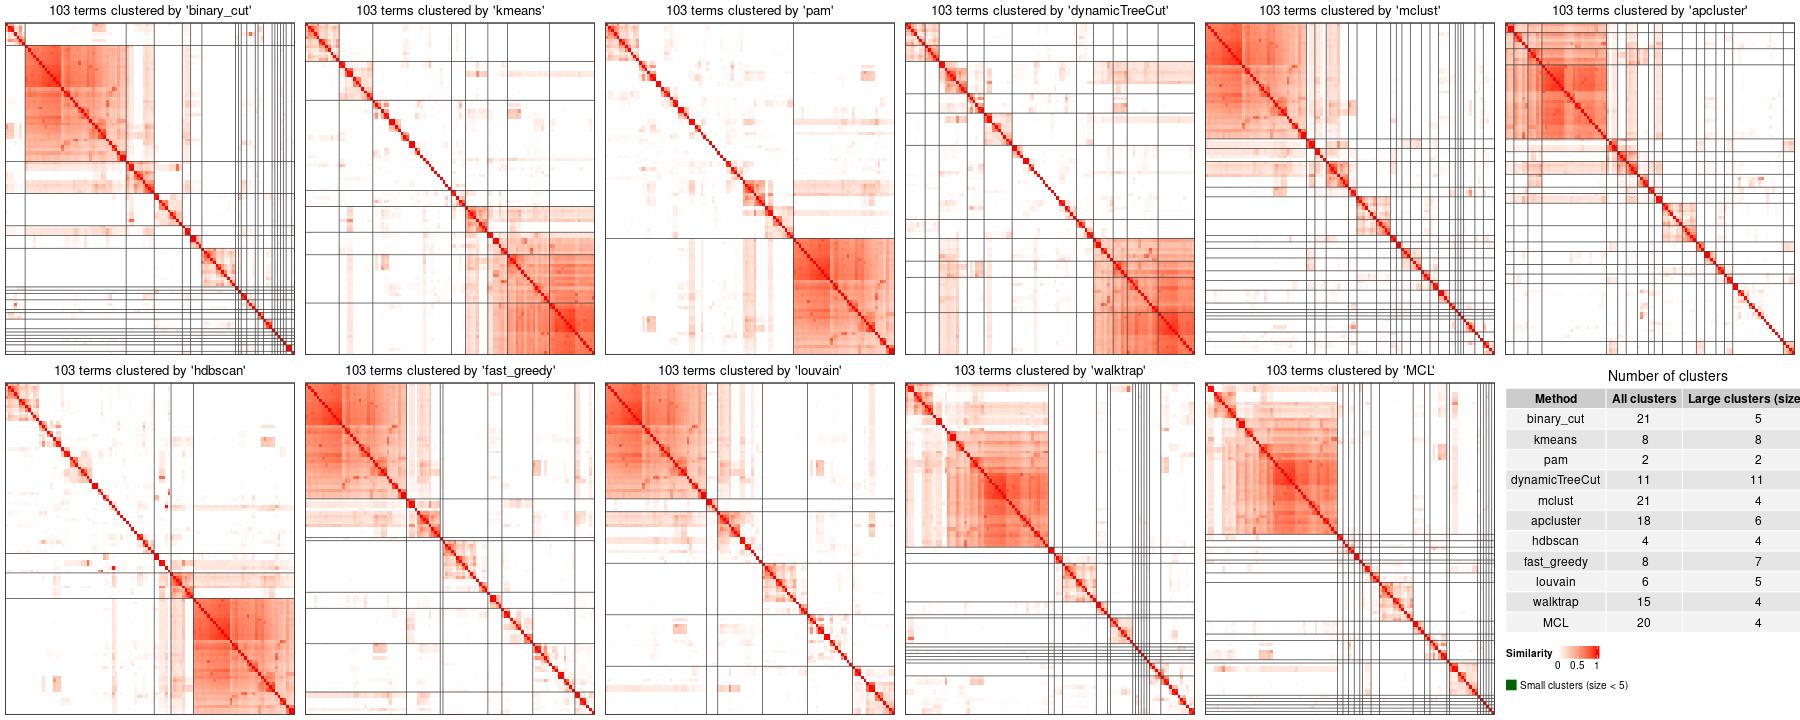 103 terms clustered by 'binary_cut'
103 terms clustered by 'kmeans'
103 terms clustered by 'pam'
103 terms clustered by 'dynamicTreeCut'
103 terms clustered by 'mclust'
103 terms clustered by 'apcluster'
103 terms clustered by 'hdbscan'
103 terms clustered by 'fast_greedy'
103 terms clustered by 'louvain'
103 terms clustered by 'walktrap'
103 terms clustered by 'MCL'
Number of clusters
Method All clusters Large clusters (size
binary_cut 21 5
kmeans 8 8
pam 2 2
dynamicTreeCut 11 11
mclust 21 4
apcluster 18 6
hdbscan 4 4
fast_greedy 8 7
louvain 6 5
walktrap 15 4
MCL 20 4
Similarity
0 0.5 1
Small clusters (size < 5)